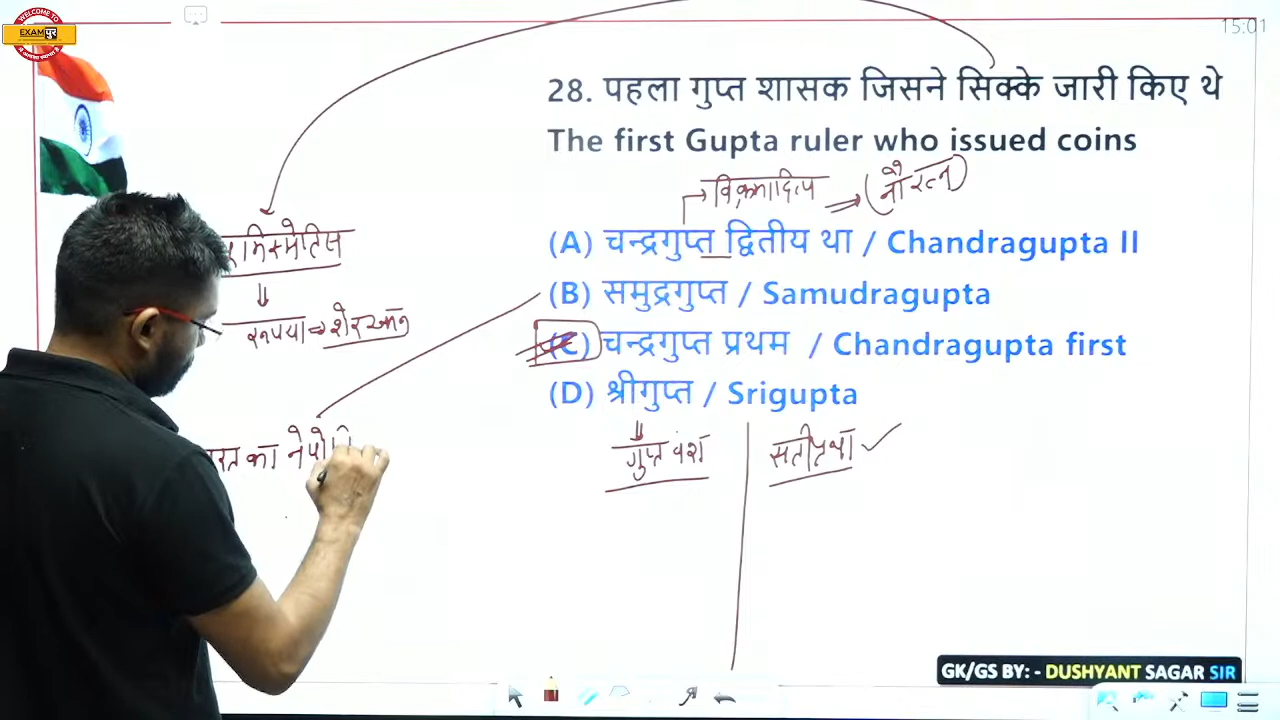 WELCOME TO
EXAMपुर
15:01
28. पहला गुप्त शासक जिसने सिक्के जारी किए थे
The first Gupta ruler who issued coins
विक्रमादित्य
(नौ रत्न)
(A) चन्द्रगुप्त द्वितीय था / Chandragupta II
(B) समुद्रगुप्त / Samudragupta
(C) चन्द्रगुप्त प्रथम / Chandragupta first
(D) श्रीगुप्त / Srigupta
रूपया
गुप्त वंश
सतीप्रथा
का
GK/GS BY: - DUSHYANT SAGAR SIR